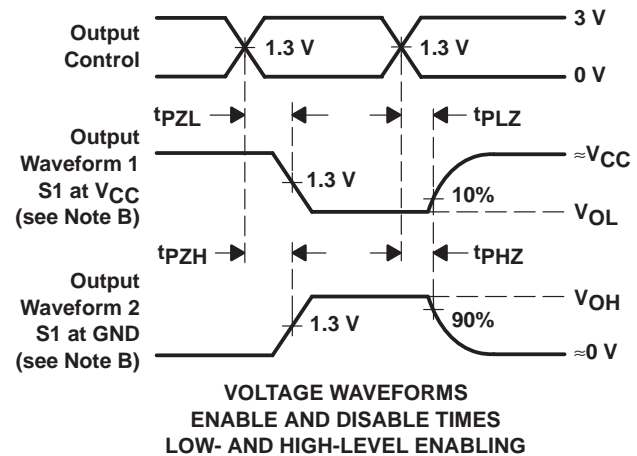 Output
Control
1.3 V
1.3 V
3 V
0 V
tPZL
tPLZ
Output
Waveform 1
S1 at VCC
(see Note B)
1.3 V
10%
≈VCC
VOL
tPZH
tPHZ
Output
Waveform 2
S1 at GND
(see Note B)
1.3 V
90%
VOH
≈0 V
VOLTAGE WAVEFORMS
ENABLE AND DISABLE TIMES
LOW- AND HIGH-LEVEL ENABLING